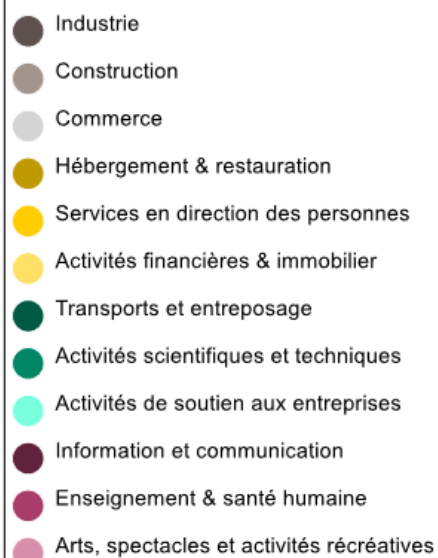 Industrie
Construction
Commerce
Hébergement & restauration
Services en direction des personnes
Activités financières & immobilier
Transports et entreposage
Activités scientifiques et techniques
Activités de soutien aux entreprises
Information et communication
Enseignement & santé humaine
Arts, spectacles et activités récréatives